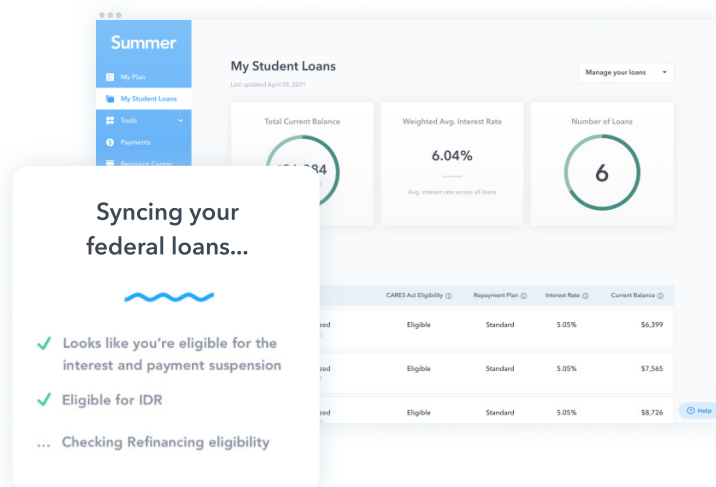 Summer
My Plan
My Student Loans
Tools
Payments
Resource Center
My Student Loans
Last updated April 05, 2021
Manage your loans
Total Current Balance
Weighted Avg. Interest Rate
6.04%
Avg. interest rate across all loans
Number of Loans
6
Syncing your
federal loans...
✓ Looks like you're eligible for the
interest and payment suspension
✓ Eligible for IDR
... Checking Refinancing eligibility
CARES Act Eligibility Repayment Plan Interest Rate Current Balance
Eligible Standard 5.05% $6,399
Eligible Standard 5.05% $7,565
Eligible Standard 5.05% $8,726
Help